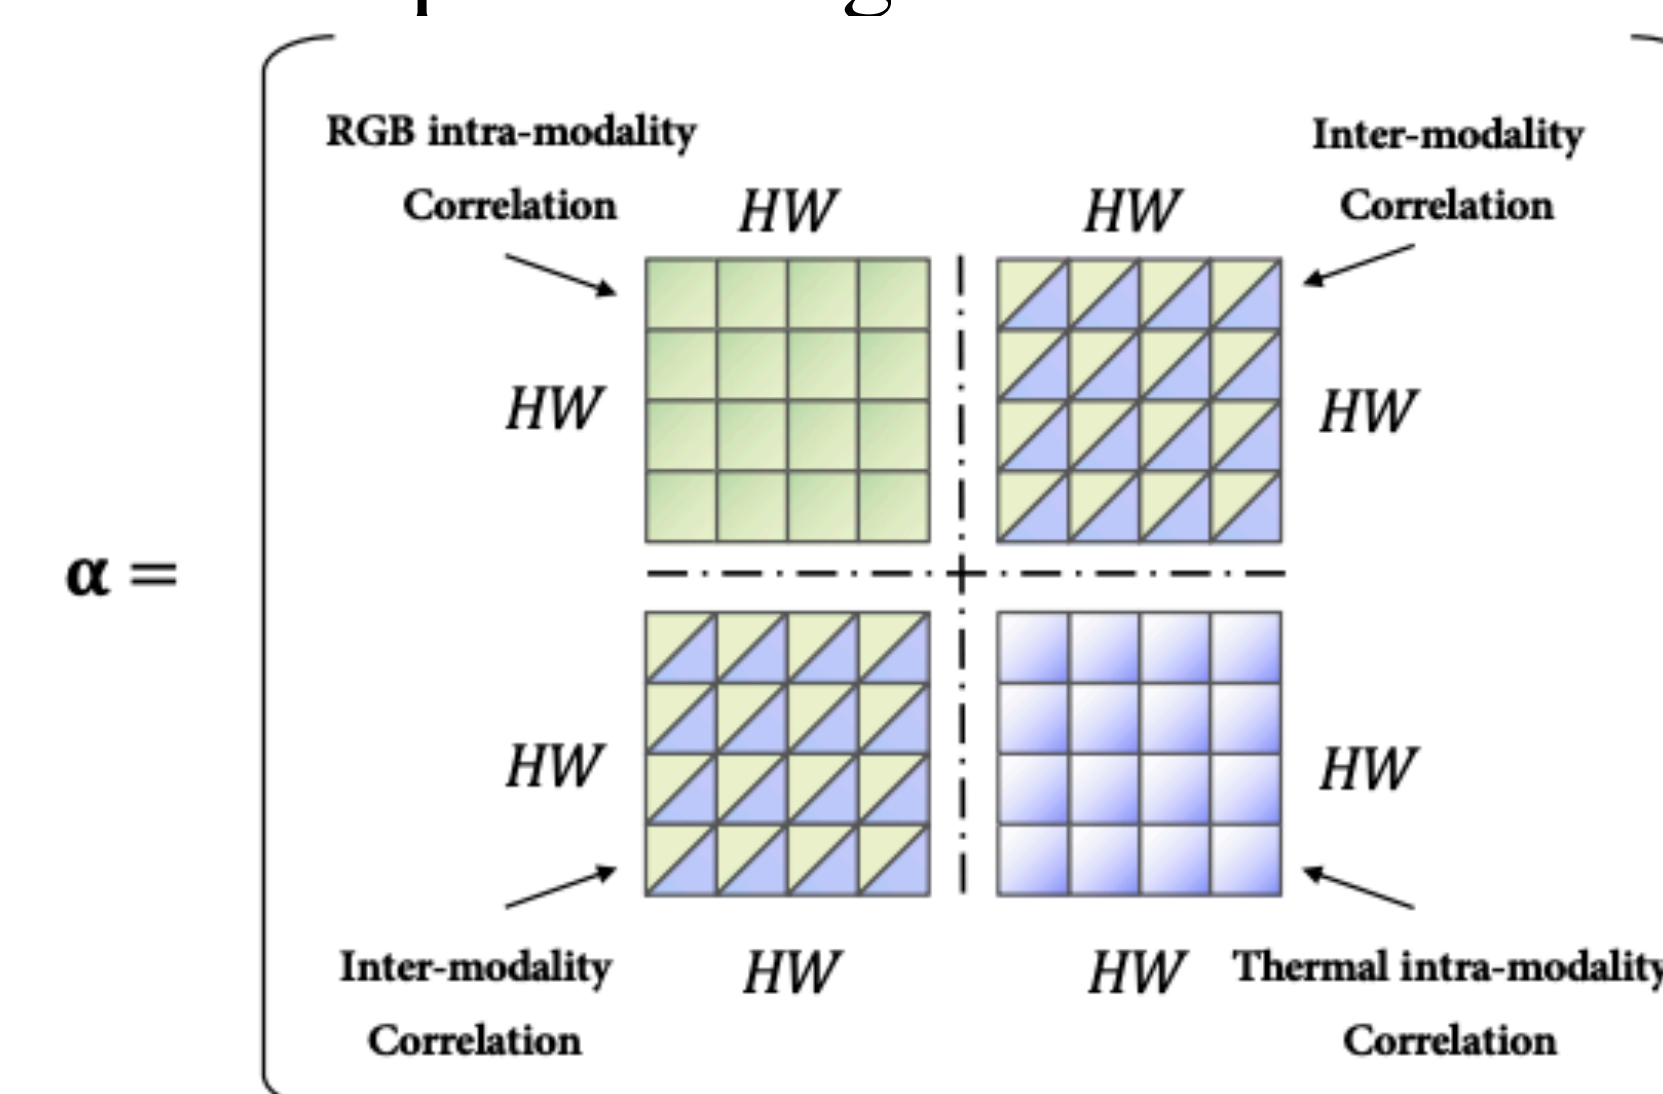 RGB intra-modality
Correlation
Inter-modality
Correlation
HW
HW
HW
HW
α =
HW
HW
Inter-modality
Correlation
HW
HW
Thermal intra-modality
Correlation